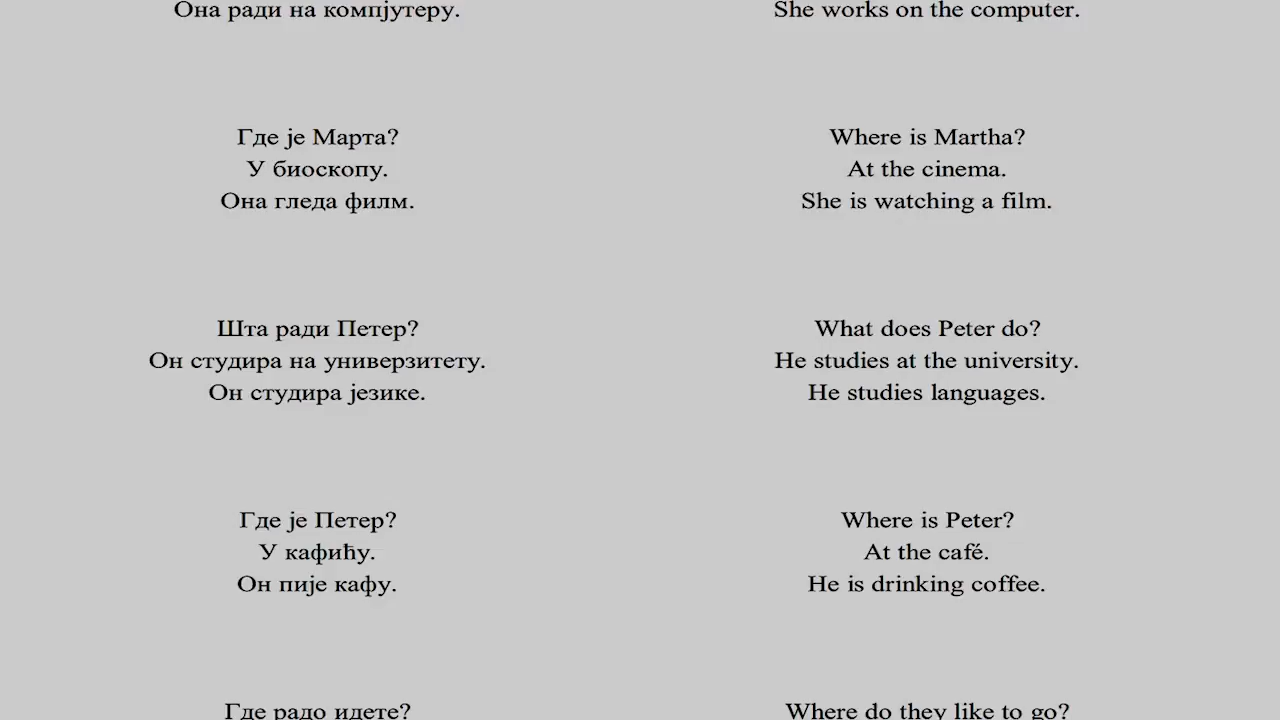 Она ради на компјутеру.
She works on the computer.
Где је Марта?
У биоскопу.
Она гледа филм.
Where is Martha?
At the cinema.
She is watching a film.
Шта ради Петер?
Он студира на универзитету.
Он студира језике.
What does Peter do?
He studies at the university.
He studies languages.
Где је Петер?
У кафићу.
Он пије кафу.
Where is Peter?
At the café.
He is drinking coffee.
Где радо идете?
Where do they like to go?